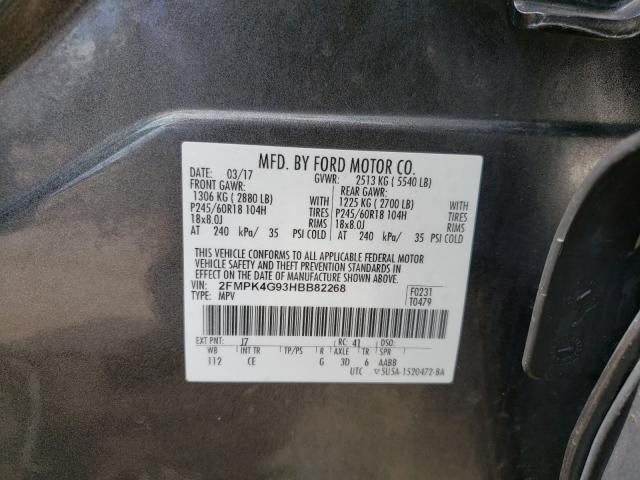 MFD. BY FORD MOTOR CO.
DATE: 03/17 GVWR: 2513 KG ( 5540 LB)
FRONT GAWR: REAR GAWR:
1306 KG ( 2880 LB) 1225 KG ( 2700 LB)
P245/60R18 104H TIRES P245/60R18 104H TIRES
18x8.0J RIMS 18x8.0J RIMS
AT 240 kPa/ 35 PSI COLD AT 240 kPa/ 35 PSI COLD
THIS VEHICLE CONFORMS TO ALL APPLICABLE FEDERAL MOTOR
VEHICLE SAFETY AND THEFT PREVENTION STANDARDS IN
EFFECT ON THE DATE OF MANUFACTURE SHOWN ABOVE.
VIN: 2FMPK4G93HBB82268 F0231
TYPE: MPV T0479
EXT PNT: J7 RC: 41 DSO:
WB INT TR TP/PS R AXLE TR SPR
112 CE G 3D 6 AABB
UTC 5U5A-1520472-BA